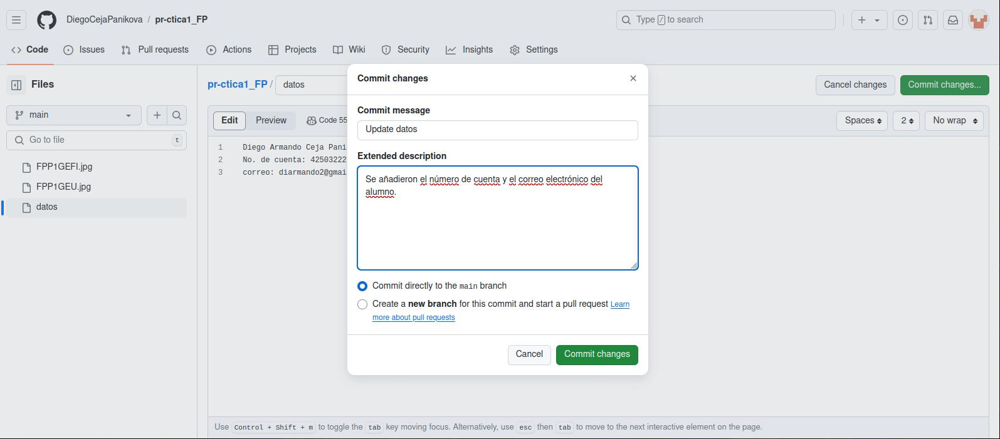 DiegoCejaPanikova / pr-ctica1_FP
Type / to search
Code
Issues
Pull requests
Actions
Projects
Wiki
Security
Insights
Settings
Files
main
Go to file
t
FPP1GEFI.jpg
FPP1GEU.jpg
datos
pr-ctica1_FP / datos
Cancel changes
Commit changes...
Edit
Preview
Code 55
Spaces
2
No wrap
1 Diego Armando Ceja Pani
2 No. de cuenta: 42503222
3 correo: diarmando2@gmai
Commit changes
Commit message
Update datos
Extended description
Se añadieron el número de cuenta y el correo electrónico del
alumno.
Commit directly to the main branch
Create a new branch for this commit and start a pull request Learn
more about pull requests
Cancel
Commit changes
Use Control + Shift + m to toggle the tab key moving focus. Alternatively, use esc then tab to move to the next interactive element on the page.